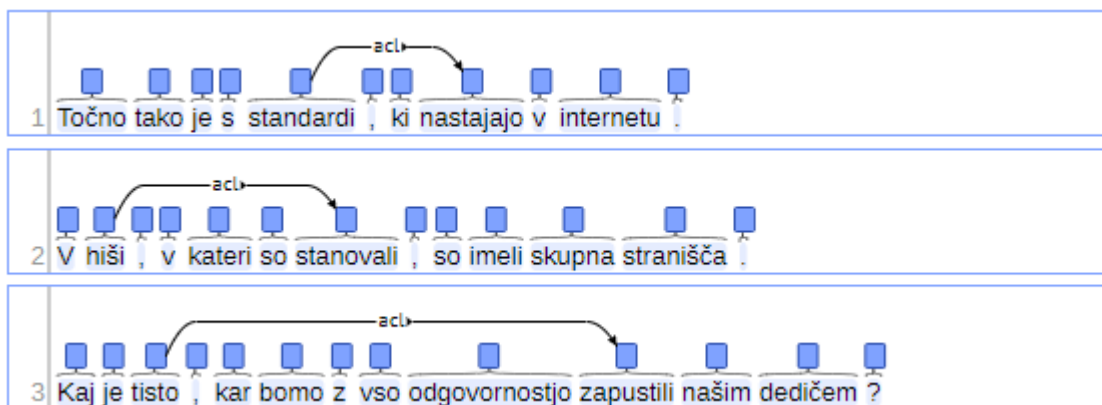 acl
1 Točno tako je s standardi , ki nastajajo v internetu .
acl
2 V hiši , v kateri so stanovali , so imeli skupna stranišča .
acl
3 Kaj je tisto , kar bomo z vso odgovornostjo zapustili našim dedičem ?